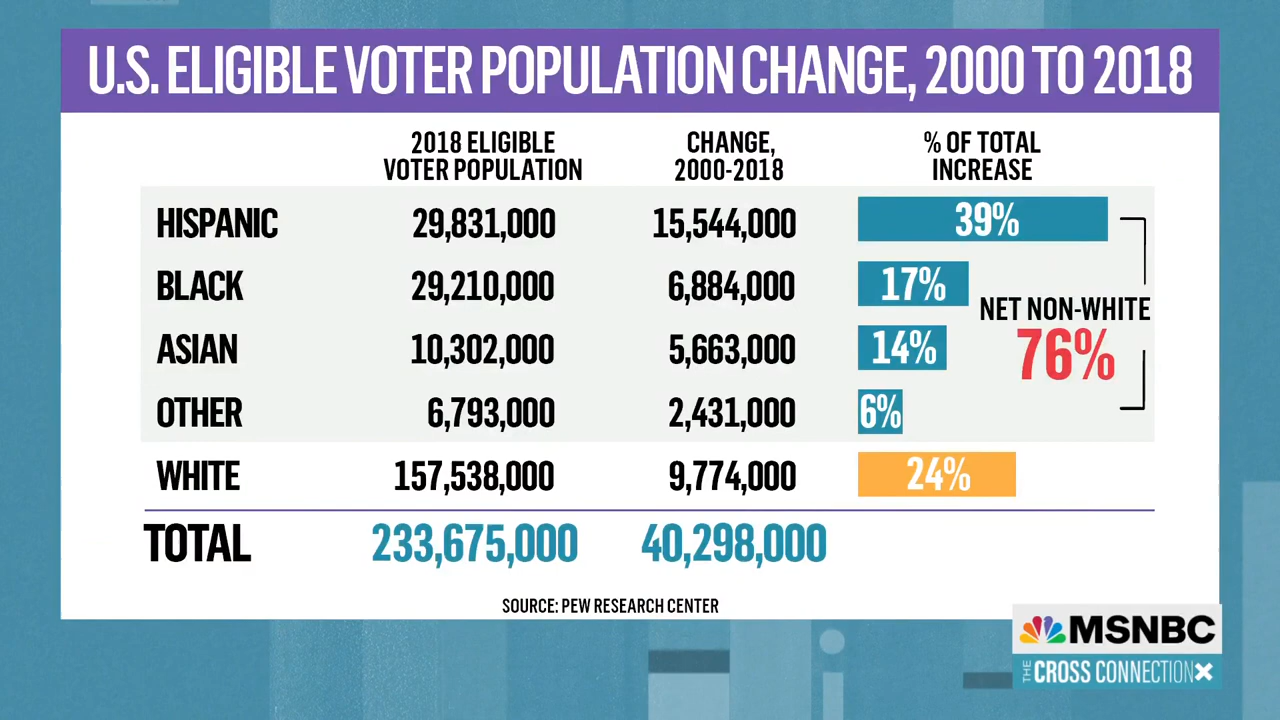 U.S. ELIGIBLE VOTER POPULATION CHANGE, 2000 TO 2018
2018 ELIGIBLE VOTER POPULATION
CHANGE, 2000-2018
% OF TOTAL INCREASE
HISPANIC 29,831,000 15,544,000 39%
BLACK 29,210,000 6,884,000 17%
NET NON-WHITE
76%
ASIAN 10,302,000 5,663,000 14%
OTHER 6,793,000 2,431,000 6%
WHITE 157,538,000 9,774,000 24%
TOTAL 233,675,000 40,298,000
SOURCE: PEW RESEARCH CENTER
MSNBC
THE CROSS CONNECTION